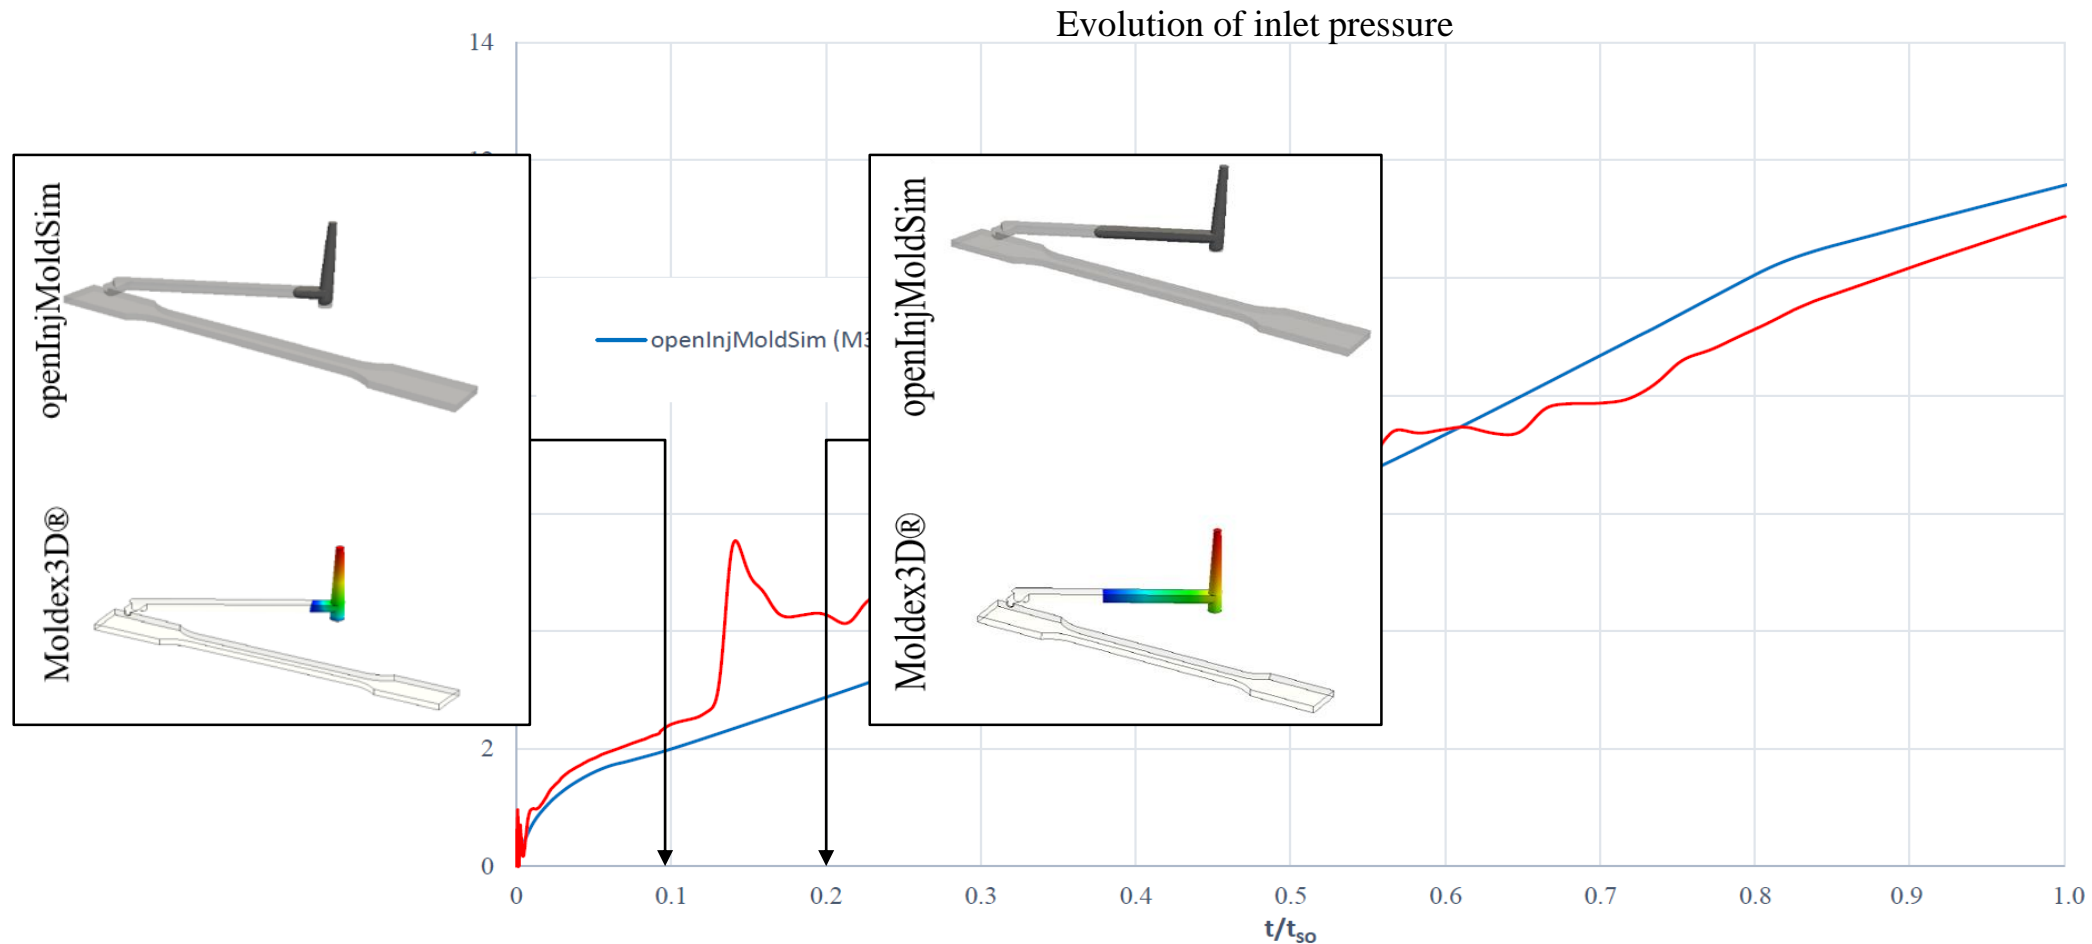 Evolution of inlet pressure
14
openInjMoldSim
Moldex3D®
openInjMoldSim (M3
openInjMoldSim
Moldex3D®
2
0
0 0.1 0.2 0.3 0.4 0.5 0.6 0.7 0.8 0.9 1.0
t/tso